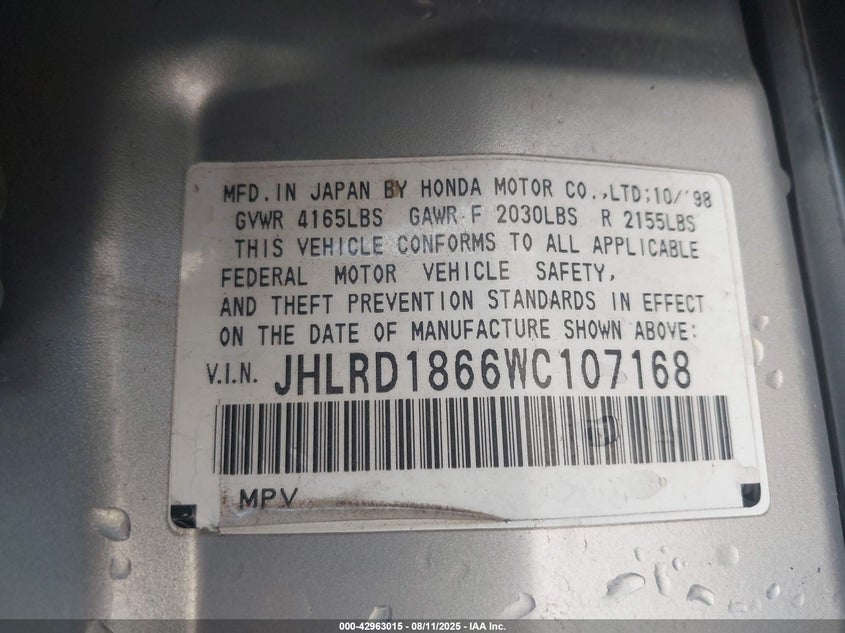 MFD.IN JAPAN BY HONDA MOTOR CO.,LTD;10/'98
GVWR 4165LBS GAWR F 2030LBS R 2155LBS
THIS VEHICLE CONFORMS TO ALL APPLICABLE
FEDERAL MOTOR VEHICLE SAFETY,
AND THEFT PREVENTION STANDARDS IN EFFECT
ON THE DATE OF MANUFACTURE SHOWN ABOVE:
V.I.N. JHLRD1866WC107168
MPV
000-42963015 - 08/11/2025 - IAA Inc.